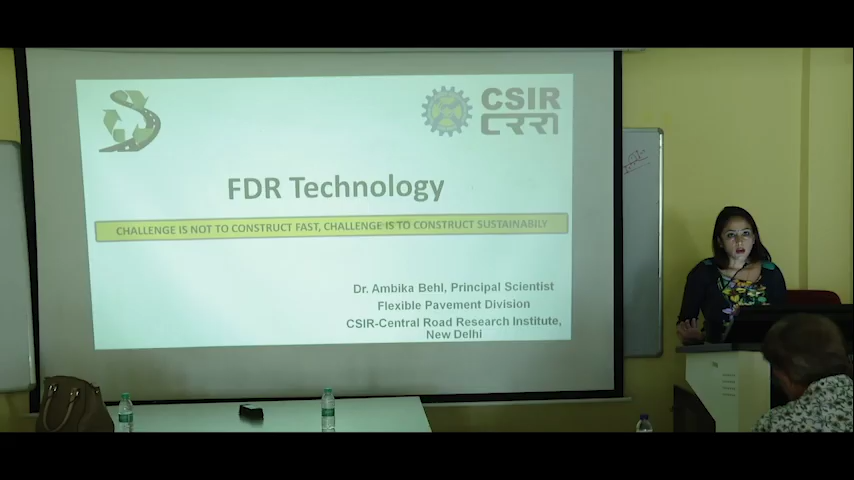 CSIR
CRRI
FDR Technology
CHALLENGE IS NOT TO CONSTRUCT FAST, CHALLENGE IS TO CONSTRUCT SUSTAINABILY
Dr. Ambika Behl, Principal Scientist
Flexible Pavement Division
CSIR-Central Road Research Institute,
New Delhi